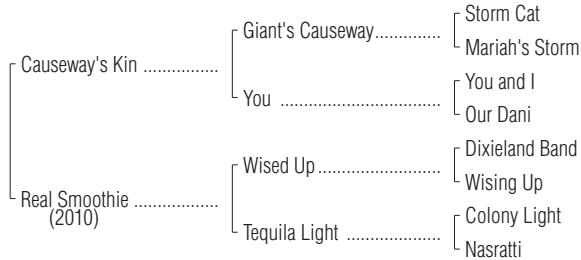 Storm Cat
Giant's Causeway..............
Mariah's Storm
Causeway's Kin ................
You and I
You ..................................
Our Dani
Dixieland Band
Wised Up..........................
Wising Up
Real Smoothie ..................
(2010)
Colony Light
Tequila Light ....................
Nasratti